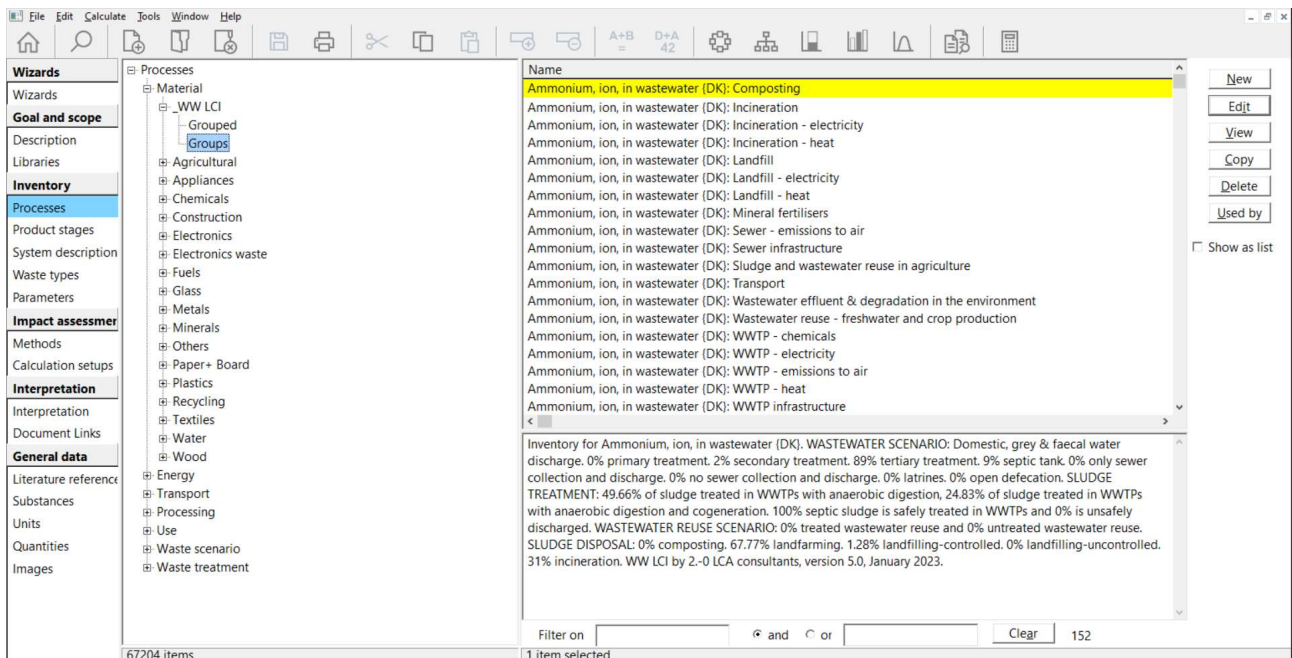 File Edit Calculate Tools Window Help
A+B
=
D+A
42
Wizards
Wizards
Goal and scope
Description
Libraries
Inventory
Processes
Product stages
System description
Waste types
Parameters
Impact assessmen
Methods
Calculation setups
Interpretation
Interpretation
Document Links
General data
Literature reference
Substances
Units
Quantities
Images
Processes
Material
_WW LCI
Grouped
Groups
Agricultural
Appliances
Chemicals
Construction
Electronics
Electronics waste
Fuels
Glass
Metals
Minerals
Others
Paper+ Board
Plastics
Recycling
Textiles
Water
Wood
Energy
Transport
Processing
Use
Waste scenario
Waste treatment
67204 items
Name
Ammonium, ion, in wastewater {DK}: Composting
Ammonium, ion, in wastewater {DK}: Incineration
Ammonium, ion, in wastewater {DK}: Incineration - electricity
Ammonium, ion, in wastewater {DK}: Incineration - heat
Ammonium, ion, in wastewater {DK}: Landfill
Ammonium, ion, in wastewater {DK}: Landfill - electricity
Ammonium, ion, in wastewater {DK}: Landfill - heat
Ammonium, ion, in wastewater {DK}: Mineral fertilisers
Ammonium, ion, in wastewater {DK}: Sewer - emissions to air
Ammonium, ion, in wastewater {DK}: Sewer infrastructure
Ammonium, ion, in wastewater {DK}: Sludge and wastewater reuse in agriculture
Ammonium, ion, in wastewater {DK}: Transport
Ammonium, ion, in wastewater {DK}: Wastewater effluent & degradation in the environment
Ammonium, ion, in wastewater {DK}: Wastewater reuse - freshwater and crop production
Ammonium, ion, in wastewater {DK}: WWTP - chemicals
Ammonium, ion, in wastewater {DK}: WWTP - electricity
Ammonium, ion, in wastewater {DK}: WWTP - emissions to air
Ammonium, ion, in wastewater {DK}: WWTP - heat
Ammonium, ion, in wastewater {DK}: WWTP infrastructure
Inventory for Ammonium, ion, in wastewater {DK}. WASTEWATER SCENARIO: Domestic, grey & faecal water
discharge. 0% primary treatment. 2% secondary treatment. 89% tertiary treatment. 9% septic tank. 0% only sewer
collection and discharge. 0% no sewer collection and discharge. 0% latrines. 0% open defecation. SLUDGE
TREATMENT: 49.66% of sludge treated in WWTPs with anaerobic digestion, 24.83% of sludge treated in WWTPs
with anaerobic digestion and cogeneration. 100% septic sludge is safely treated in WWTPs and 0% is unsafely
discharged. WASTEWATER REUSE SCENARIO: 0% treated wastewater reuse and 0% untreated wastewater reuse.
SLUDGE DISPOSAL: 0% composting. 67.77% landfarming. 1.28% landfilling-controlled. 0% landfilling-uncontrolled.
31% incineration. WW LCI by 2.-0 LCA consultants, version 5.0, January 2023.
Filter on and or Clear 152
1 item selected
New
Edit
View
Copy
Delete
Used by
Show as list